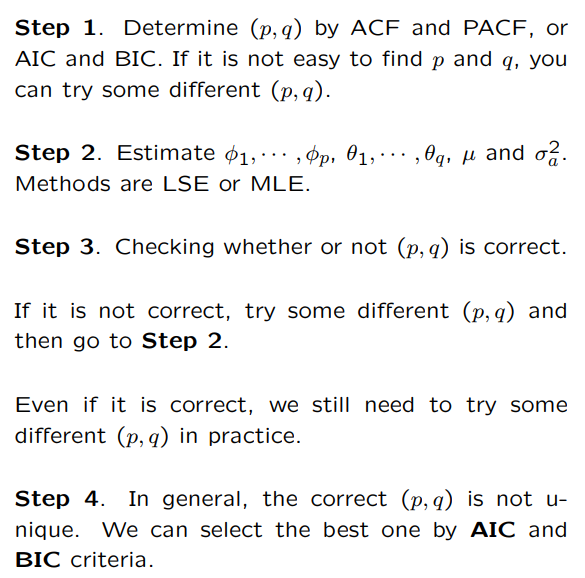 Step 1. Determine (p, q) by ACF and PACF, or
AIC and BIC. If it is not easy to find p and q, you
can try some different (p, q).
Step 2. Estimate ϕ₁, ⋯ , ϕₚ, θ₁, ⋯ , θ_q, μ and σₐ².
Methods are LSE or MLE.
Step 3. Checking whether or not (p, q) is correct.
If it is not correct, try some different (p, q) and
then go to Step 2.
Even if it is correct, we still need to try some
different (p, q) in practice.
Step 4. In general, the correct (p, q) is not u-
nique. We can select the best one by AIC and
BIC criteria.